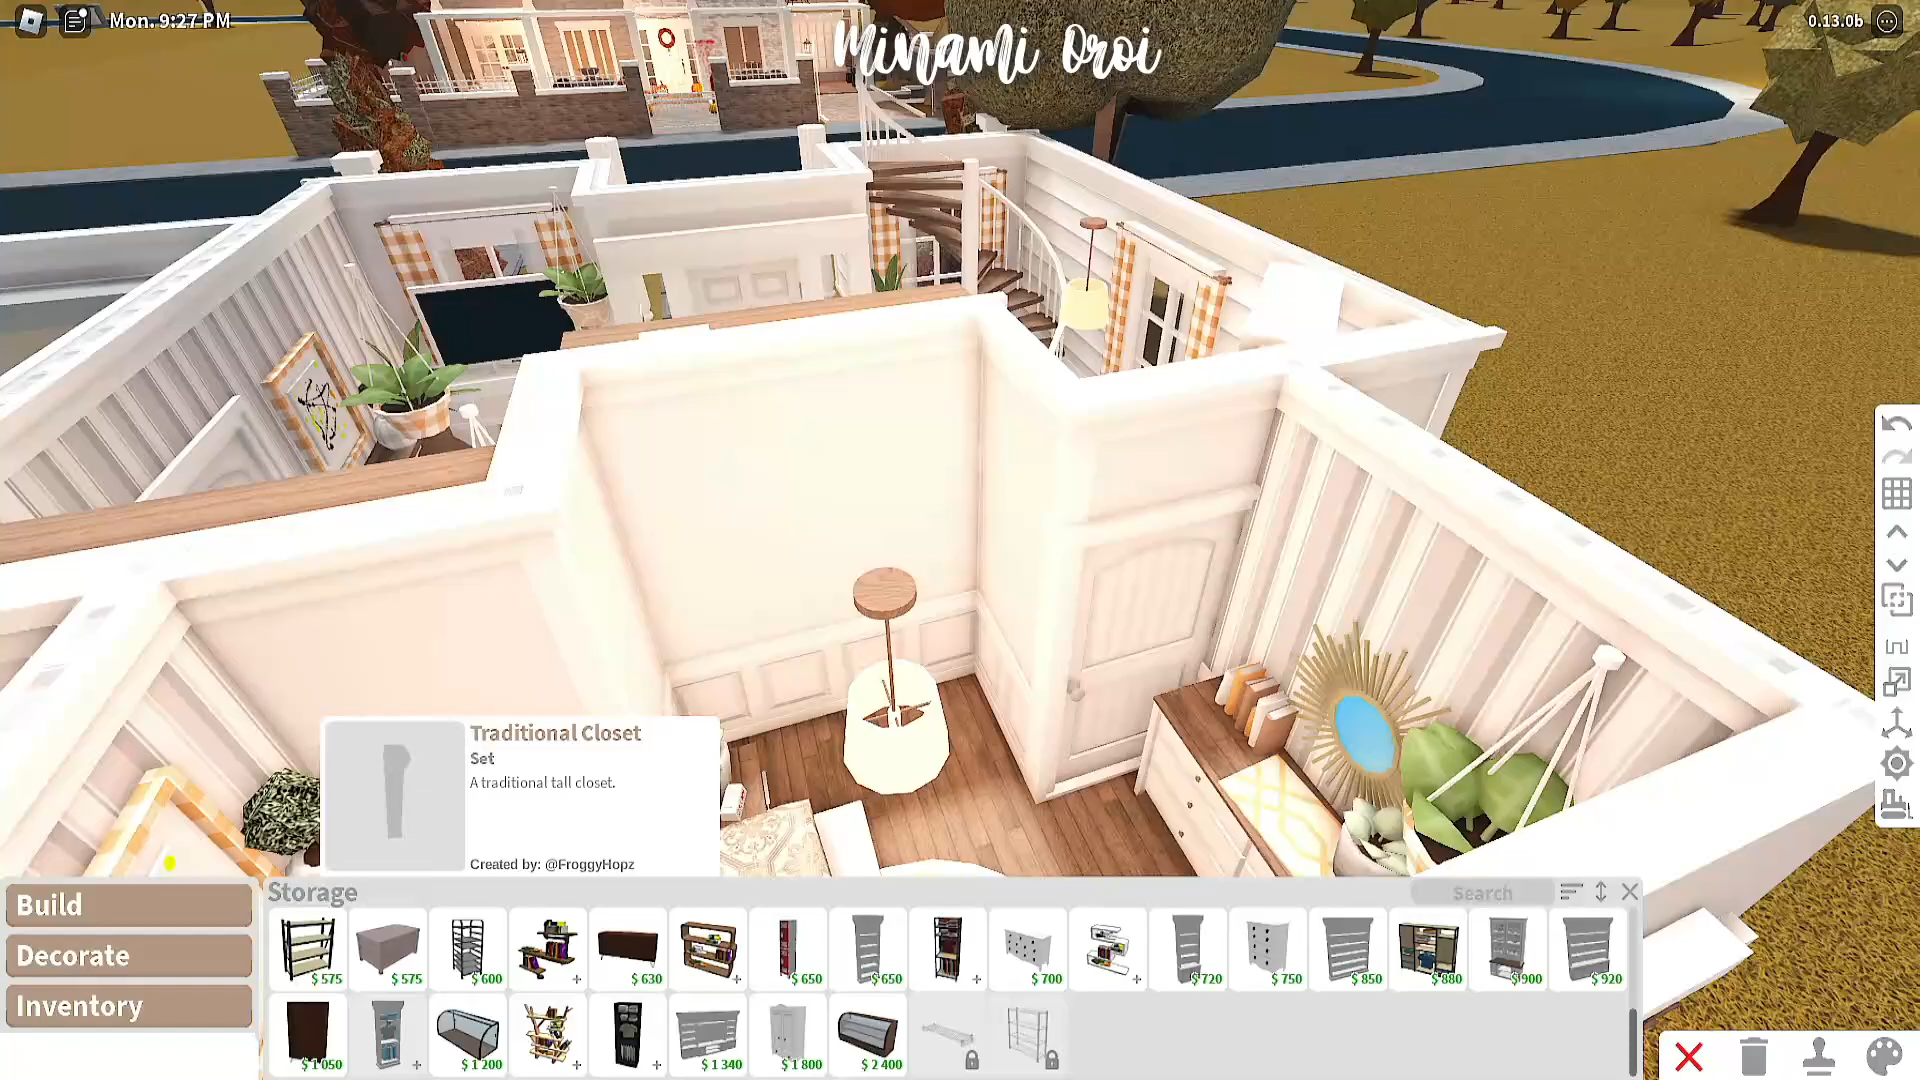 Mon. 9:27 PM
Minami Oroi
0.13.0b
Traditional Closet
Set
A traditional tall closet.
Created by: @FroggyHopz
Build
Decorate
Inventory
Storage
Search
$ 575
$ 575
$ 600
+
$ 630
+
$ 650
$ 650
+
$ 700
+
$ 720
$ 750
$ 850
$ 880
$ 900
$ 920
$ 1 050
+
$ 1 200
+
+
$ 1 340
$ 1 800
$ 2 400